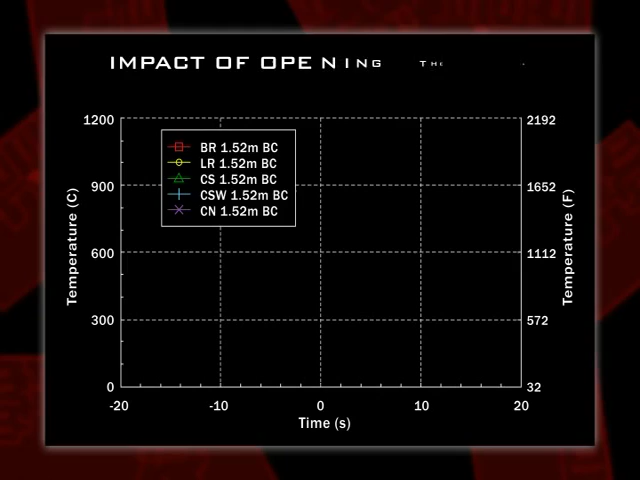 IMPACT OF OPENING THE
1200
2192
BR 1.52m BC
LR 1.52m BC
CS 1.52m BC
CSW 1.52m BC
CN 1.52m BC
900
1652
Temperature (C)
Temperature (F)
600
1112
300
572
0
32
-20
-10
0
10
20
Time (s)